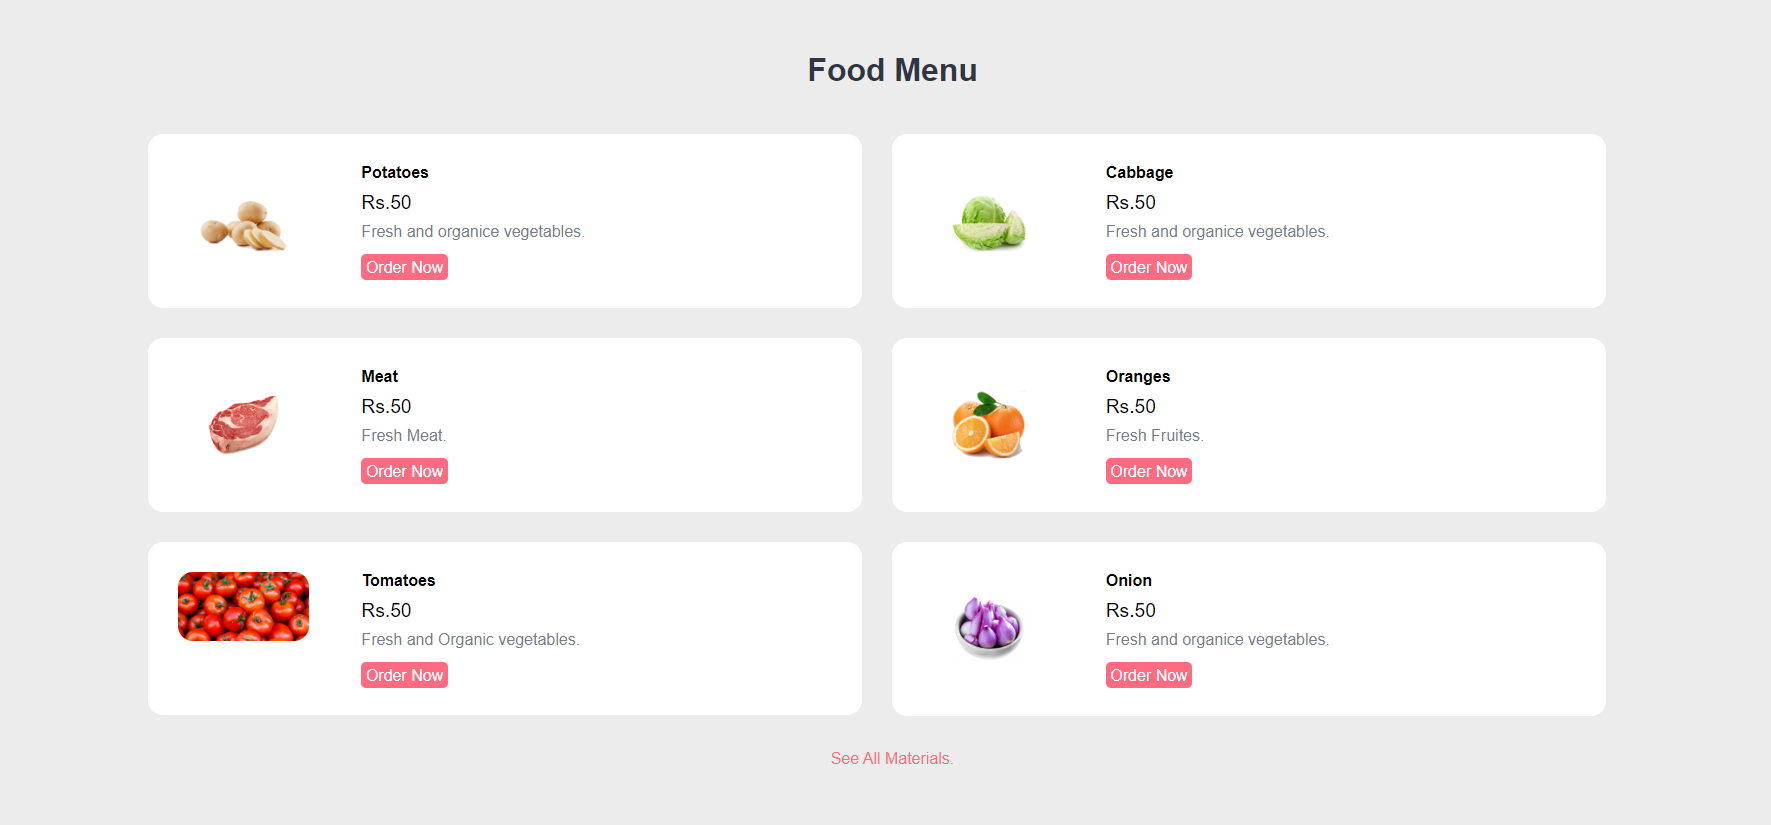 Food Menu
Potatoes
Rs.50
Fresh and organice vegetables.
Order Now
Cabbage
Rs.50
Fresh and organice vegetables.
Order Now
Meat
Rs.50
Fresh Meat.
Order Now
Oranges
Rs.50
Fresh Fruites.
Order Now
Tomatoes
Rs.50
Fresh and Organic vegetables.
Order Now
Onion
Rs.50
Fresh and organice vegetables.
Order Now
See All Materials.